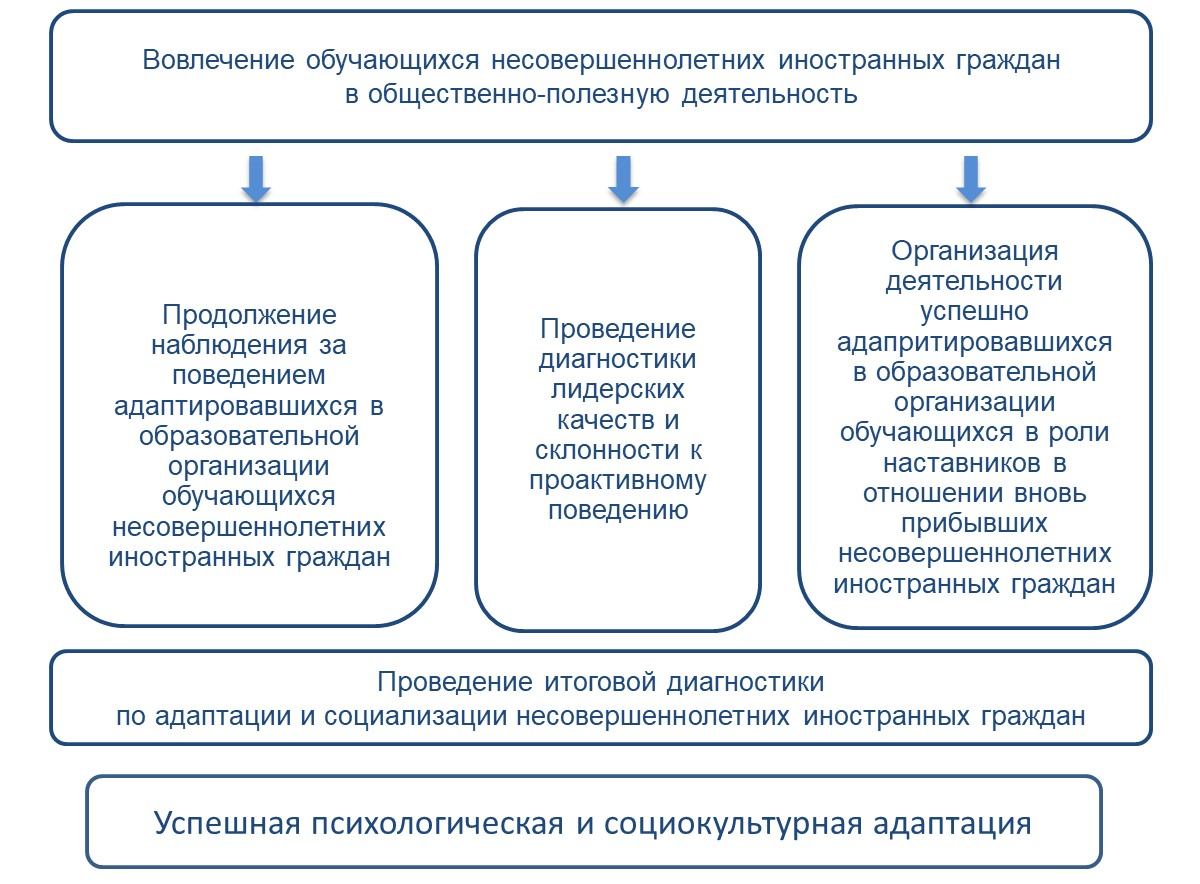 Вовлечение обучающихся несовершеннолетних иностранных граждан
в общественно-полезную деятельность
Продолжение
наблюдения за
поведением
адаптировавшихся в
образовательной
организации
обучающихся
несовершеннолетних
иностранных граждан
Проведение
диагностики
лидерских
качеств и
склонности к
проактивному
поведению
Организация
деятельности
успешно
адапритировавшихся
в образовательной
организации
обучающихся в роли
наставников в
отношении вновь
прибывших
несовершеннолетних
иностранных граждан
Проведение итоговой диагностики
по адаптации и социализации несовершеннолетних иностранных граждан
Успешная психологическая и социокультурная адаптация